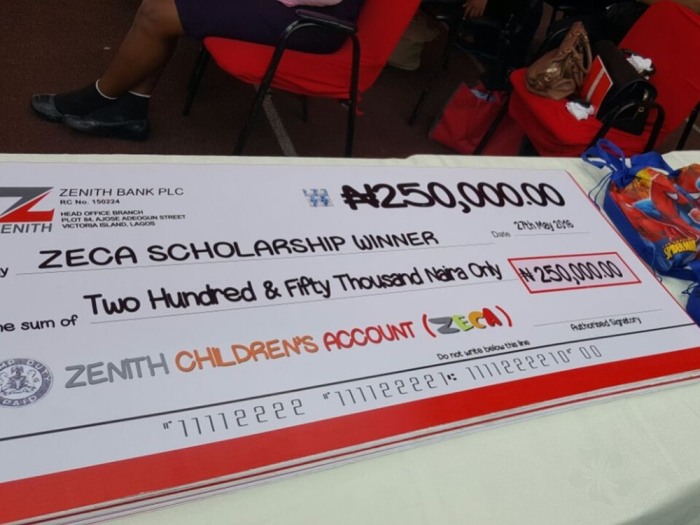 ZENITH
ZENITH BANK PLC
RC No. 150224
HEAD OFFICE BRANCH
PLOT 84, AJOSE ADEOGUN STREET
VICTORIA ISLAND, LAGOS
₦250,000.00
Date 27th May 2016
y ZECA SCHOLARSHIP WINNER
he sum of Two Hundred & Fifty Thousand Naira Only
₦250,000.00
ZENITH CHILDREN'S ACCOUNT (ZECA)
Authorised Signatory
Do not write below this line
⑈11112222 ⑈111122221⑆ 1111222210⑈ 00